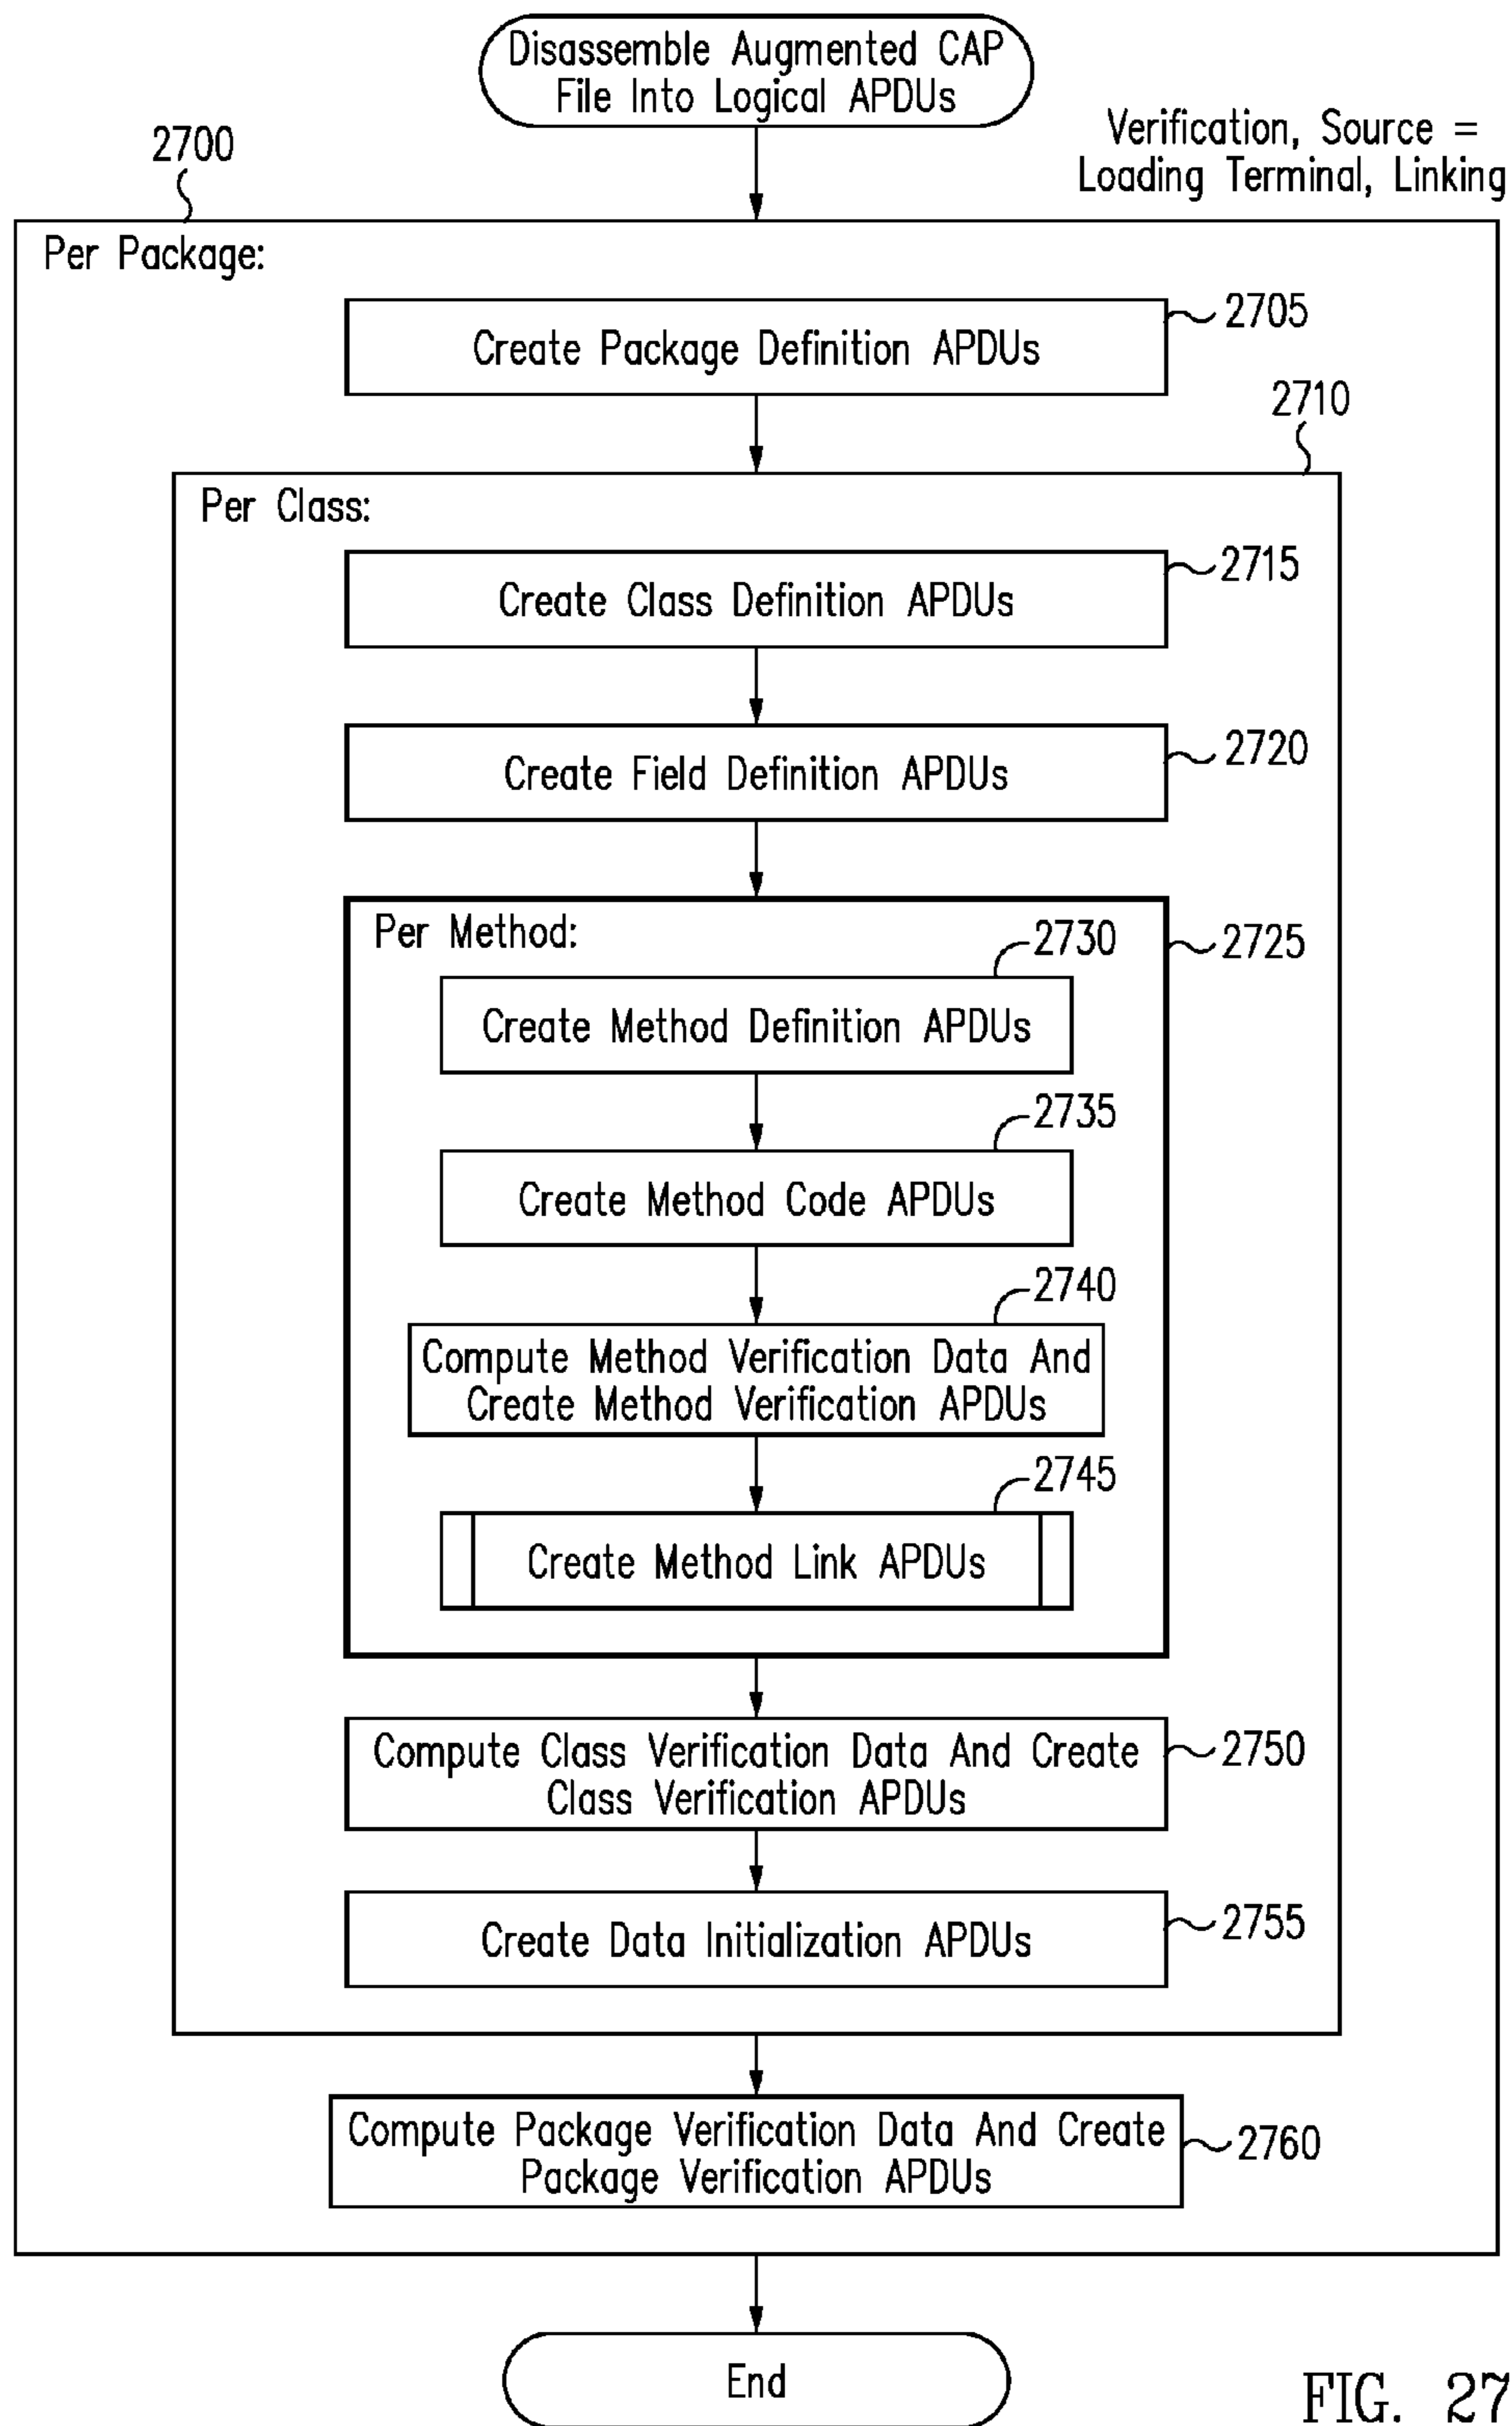 Disassemble Augmented CAP
File Into Logical APDUs
Verification, Source =
Loading Terminal, Linking
2700
Per Package:
2705
Create Package Definition APDUs
2710
Per Class:
2715
Create Class Definition APDUs
2720
Create Field Definition APDUs
Per Method:
2725
2730
Create Method Definition APDUs
2735
Create Method Code APDUs
2740
Compute Method Verification Data And
Create Method Verification APDUs
2745
Create Method Link APDUs
Compute Class Verification Data And Create
Class Verification APDUs
2750
Create Data Initialization APDUs
2755
Compute Package Verification Data And Create
Package Verification APDUs
2760
End
FIG. 27